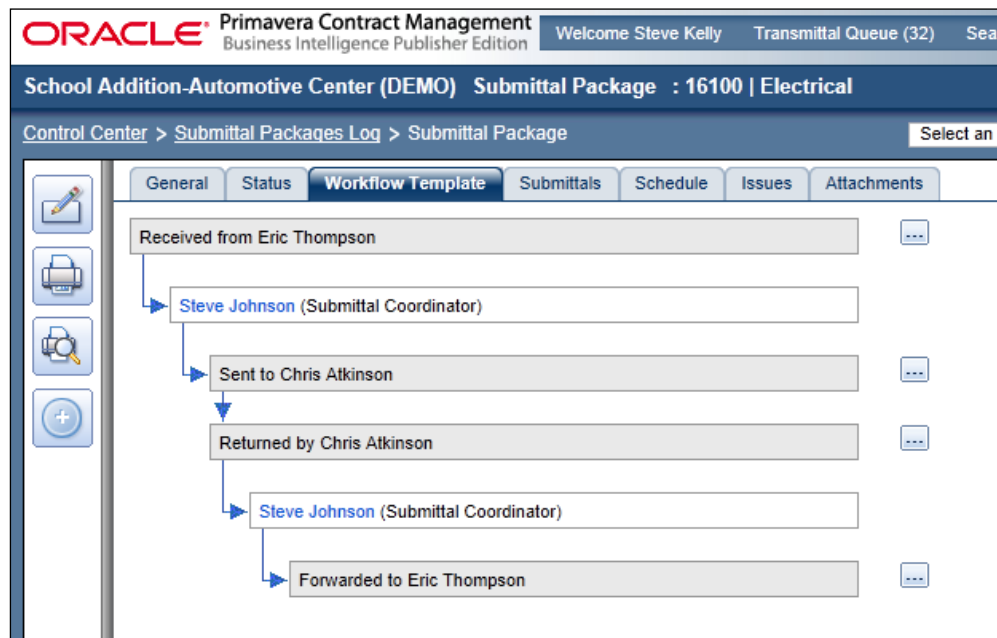 ORACLE Primavera Contract Management
Business Intelligence Publisher Edition
Welcome Steve Kelly Transmittal Queue (32)
School Addition-Automotive Center (DEMO) Submittal Package : 16100 | Electrical
Control Center > Submittal Packages Log > Submittal Package
Select an
General Status Workflow Template Submittals Schedule Issues Attachments
Received from Eric Thompson
...
Steve Johnson (Submittal Coordinator)
Sent to Chris Atkinson
...
Returned by Chris Atkinson
...
Steve Johnson (Submittal Coordinator)
Forwarded to Eric Thompson
...